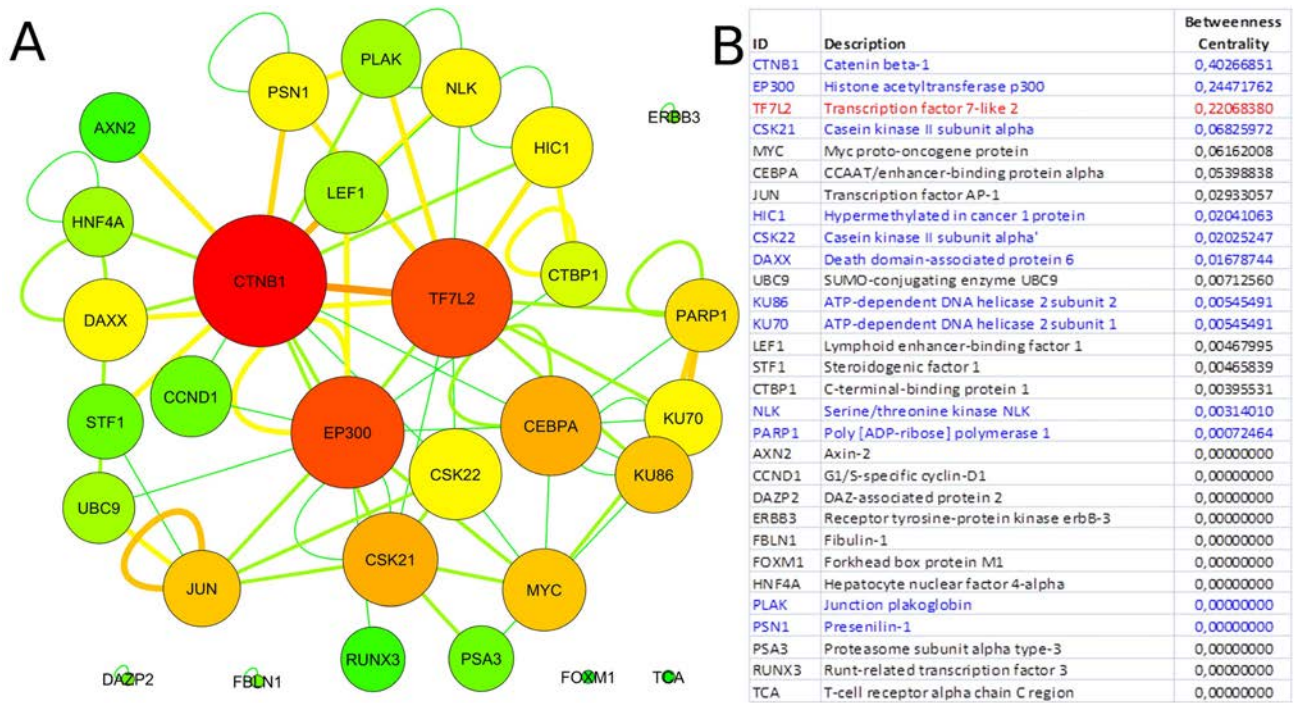 A
PLAK
PSN1
NLK
AXN2
ERBB3
HIC1
LEF1
HNF4A
CTNB1
CTBP1
TF7L2
DAXX
PARP1
CCND1
STF1
EP300
CEBPA
KU70
CSK22
KU86
UBC9
CSK21
JUN
MYC
RUNX3
PSA3
DAZP2
FBLN1
FOXM1
TCA
B
ID Description Betweenness Centrality
CTNB1 Catenin beta-1 0,40266851
EP300 Histone acetyltransferase p300 0,24471762
TF7L2 Transcription factor 7-like 2 0,22068380
CSK21 Casein kinase II subunit alpha 0,06825972
MYC Myc proto-oncogene protein 0,06162008
CEBPA CCAAT/enhancer-binding protein alpha 0,05398838
JUN Transcription factor AP-1 0,02933057
HIC1 Hypermethylated in cancer 1 protein 0,02041063
CSK22 Casein kinase II subunit alpha' 0,02025247
DAXX Death domain-associated protein 6 0,01678744
UBC9 SUMO-conjugating enzyme UBC9 0,00712560
KU86 ATP-dependent DNA helicase 2 subunit 2 0,00545491
KU70 ATP-dependent DNA helicase 2 subunit 1 0,00545491
LEF1 Lymphoid enhancer-binding factor 1 0,00467995
STF1 Steroidogenic factor 1 0,00465839
CTBP1 C-terminal-binding protein 1 0,00395531
NLK Serine/threonine kinase NLK 0,00314010
PARP1 Poly [ADP-ribose] polymerase 1 0,00072464
AXN2 Axin-2 0,00000000
CCND1 G1/S-specific cyclin-D1 0,00000000
DAZP2 DAZ-associated protein 2 0,00000000
ERBB3 Receptor tyrosine-protein kinase erbB-3 0,00000000
FBLN1 Fibulin-1 0,00000000
FOXM1 Forkhead box protein M1 0,00000000
HNF4A Hepatocyte nuclear factor 4-alpha 0,00000000
PLAK Junction plakoglobin 0,00000000
PSN1 Presenilin-1 0,00000000
PSA3 Proteasome subunit alpha type-3 0,00000000
RUNX3 Runt-related transcription factor 3 0,00000000
TCA T-cell receptor alpha chain C region 0,00000000